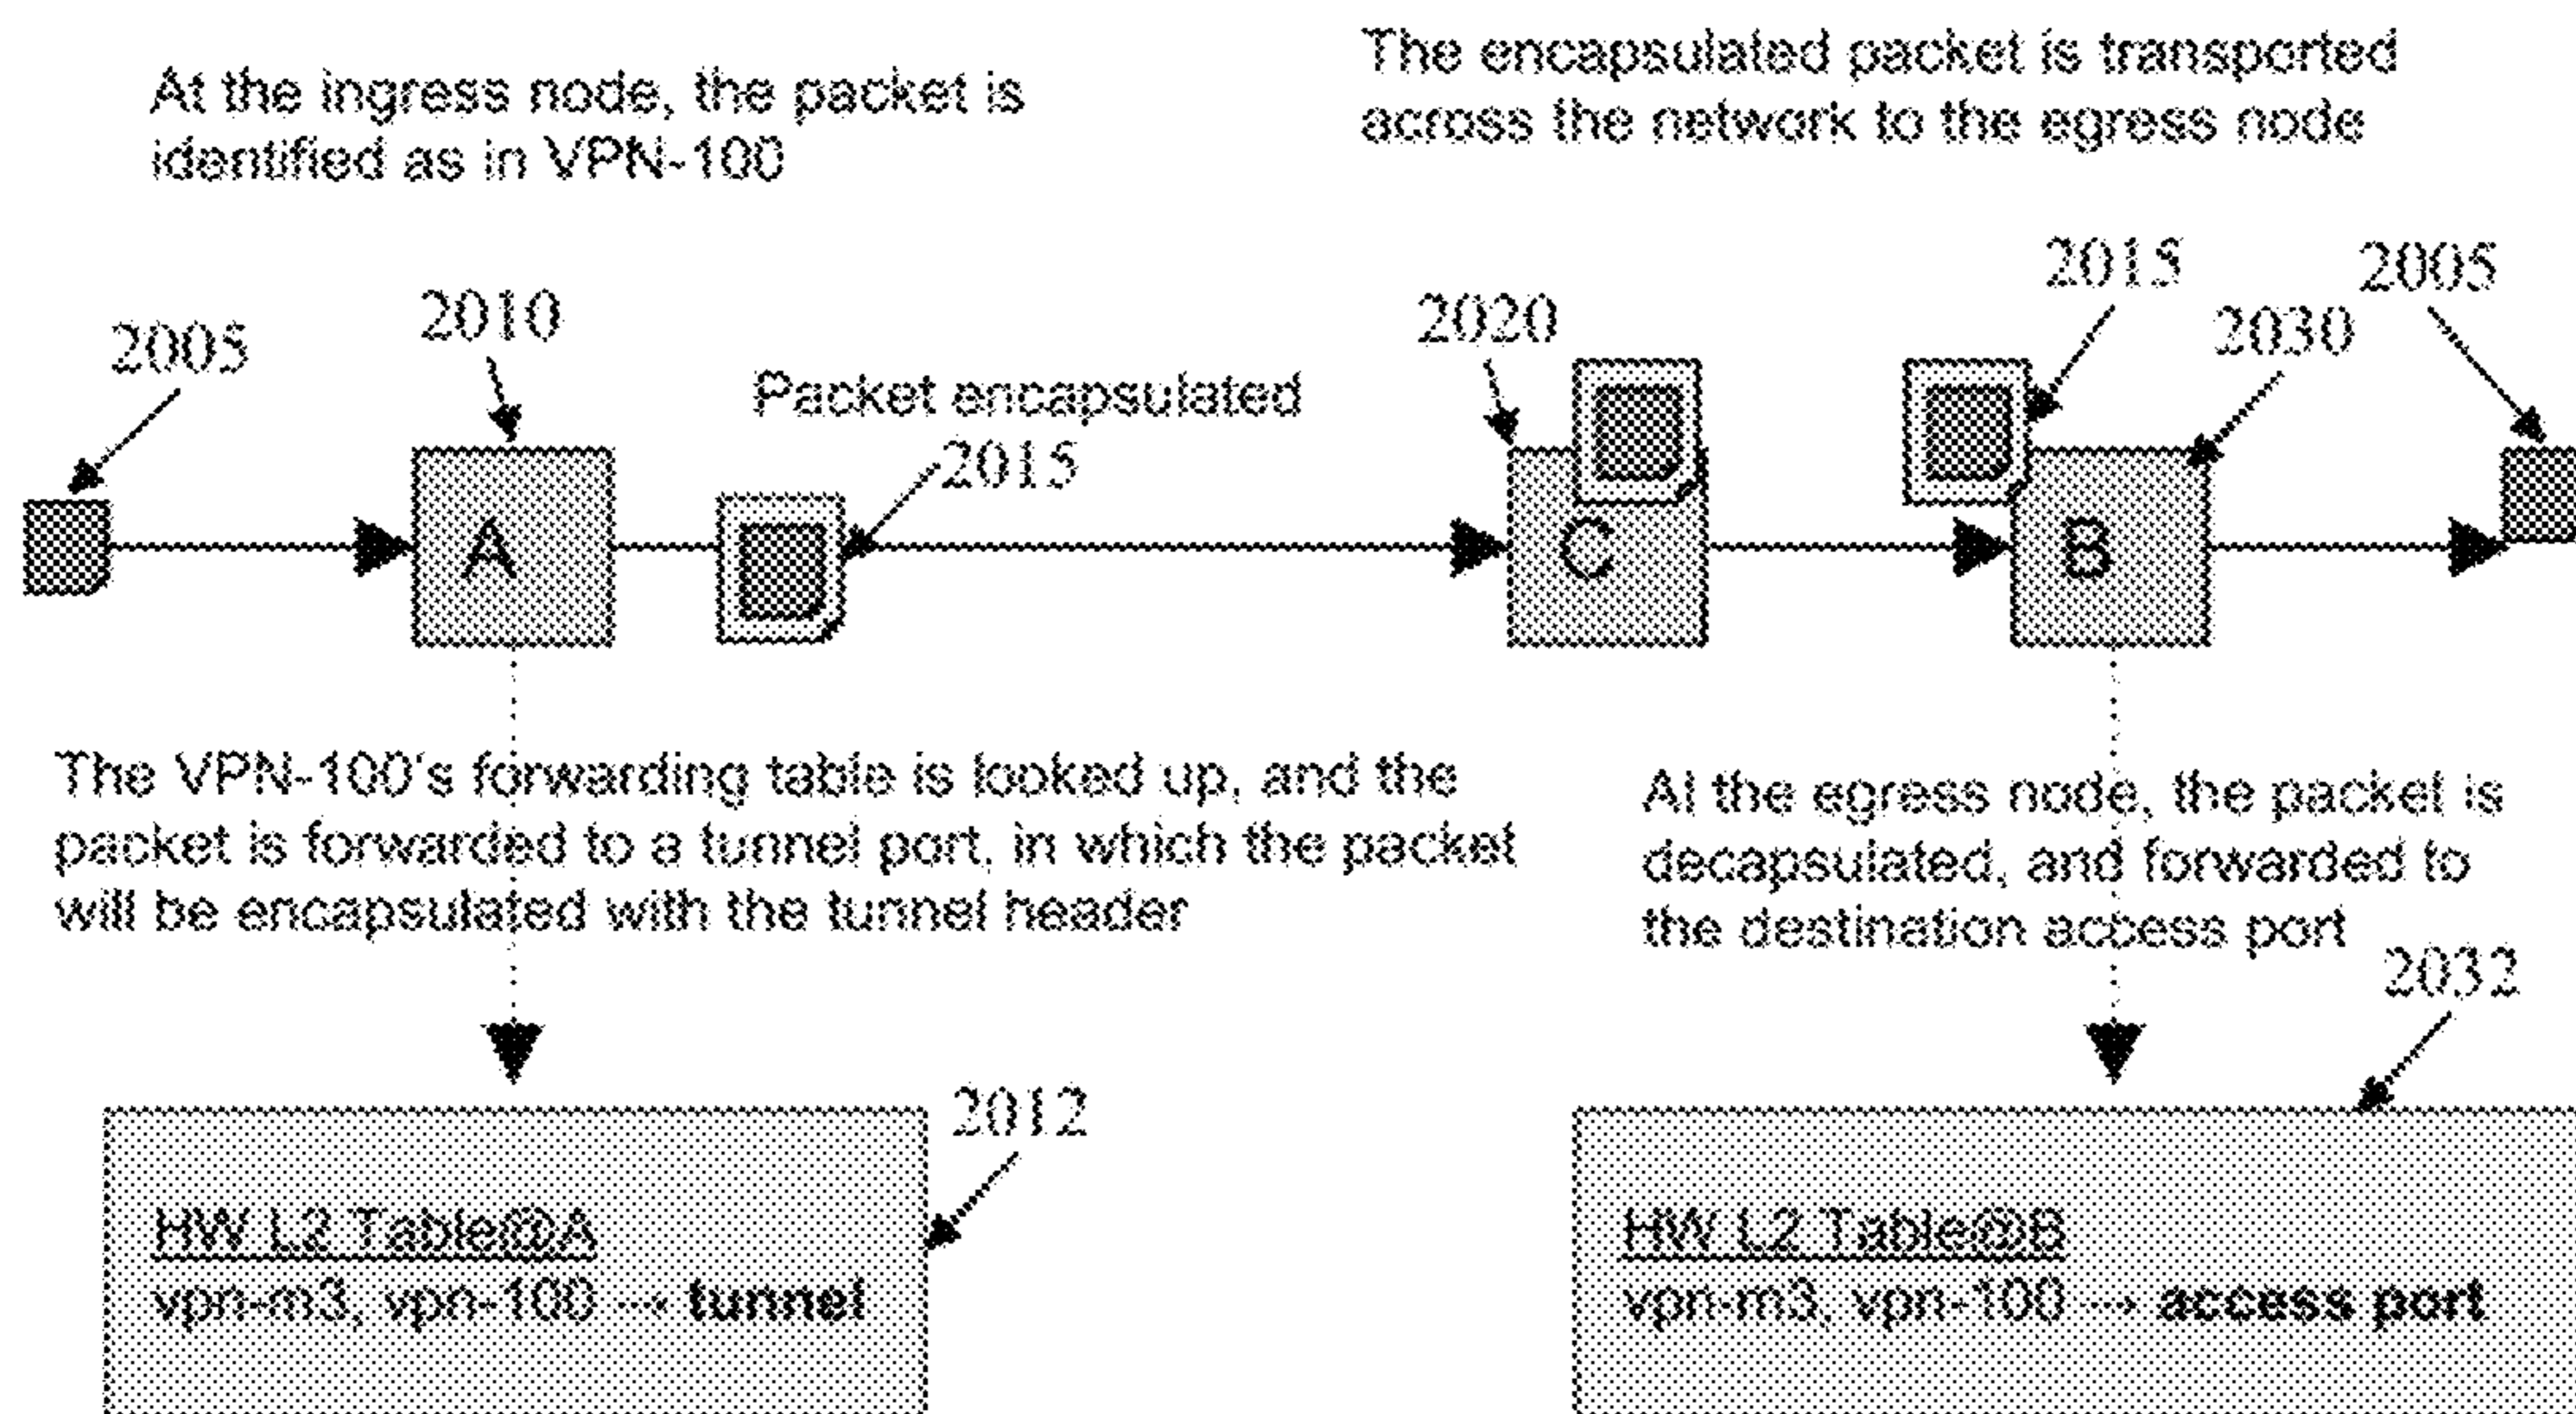 At the ingress node, the packet is
identified as in VPN-100
The encapsulated packet is transported
across the network to the egress node
2005
2010
Packet encapsulated
2015
2020
2015
2030
2005
A
C
B
The VPN-100's forwarding table is looked up, and the
packet is forwarded to a tunnel port, in which the packet
will be encapsulated with the tunnel header
At the egress node, the packet is
decapsulated, and forwarded to
the destination access port
2012
2032
HW L2 Table@A
vpn-m3, vpn-100 → tunnel
HW L2 Table@B
vpn-m3, vpn-100 → access port